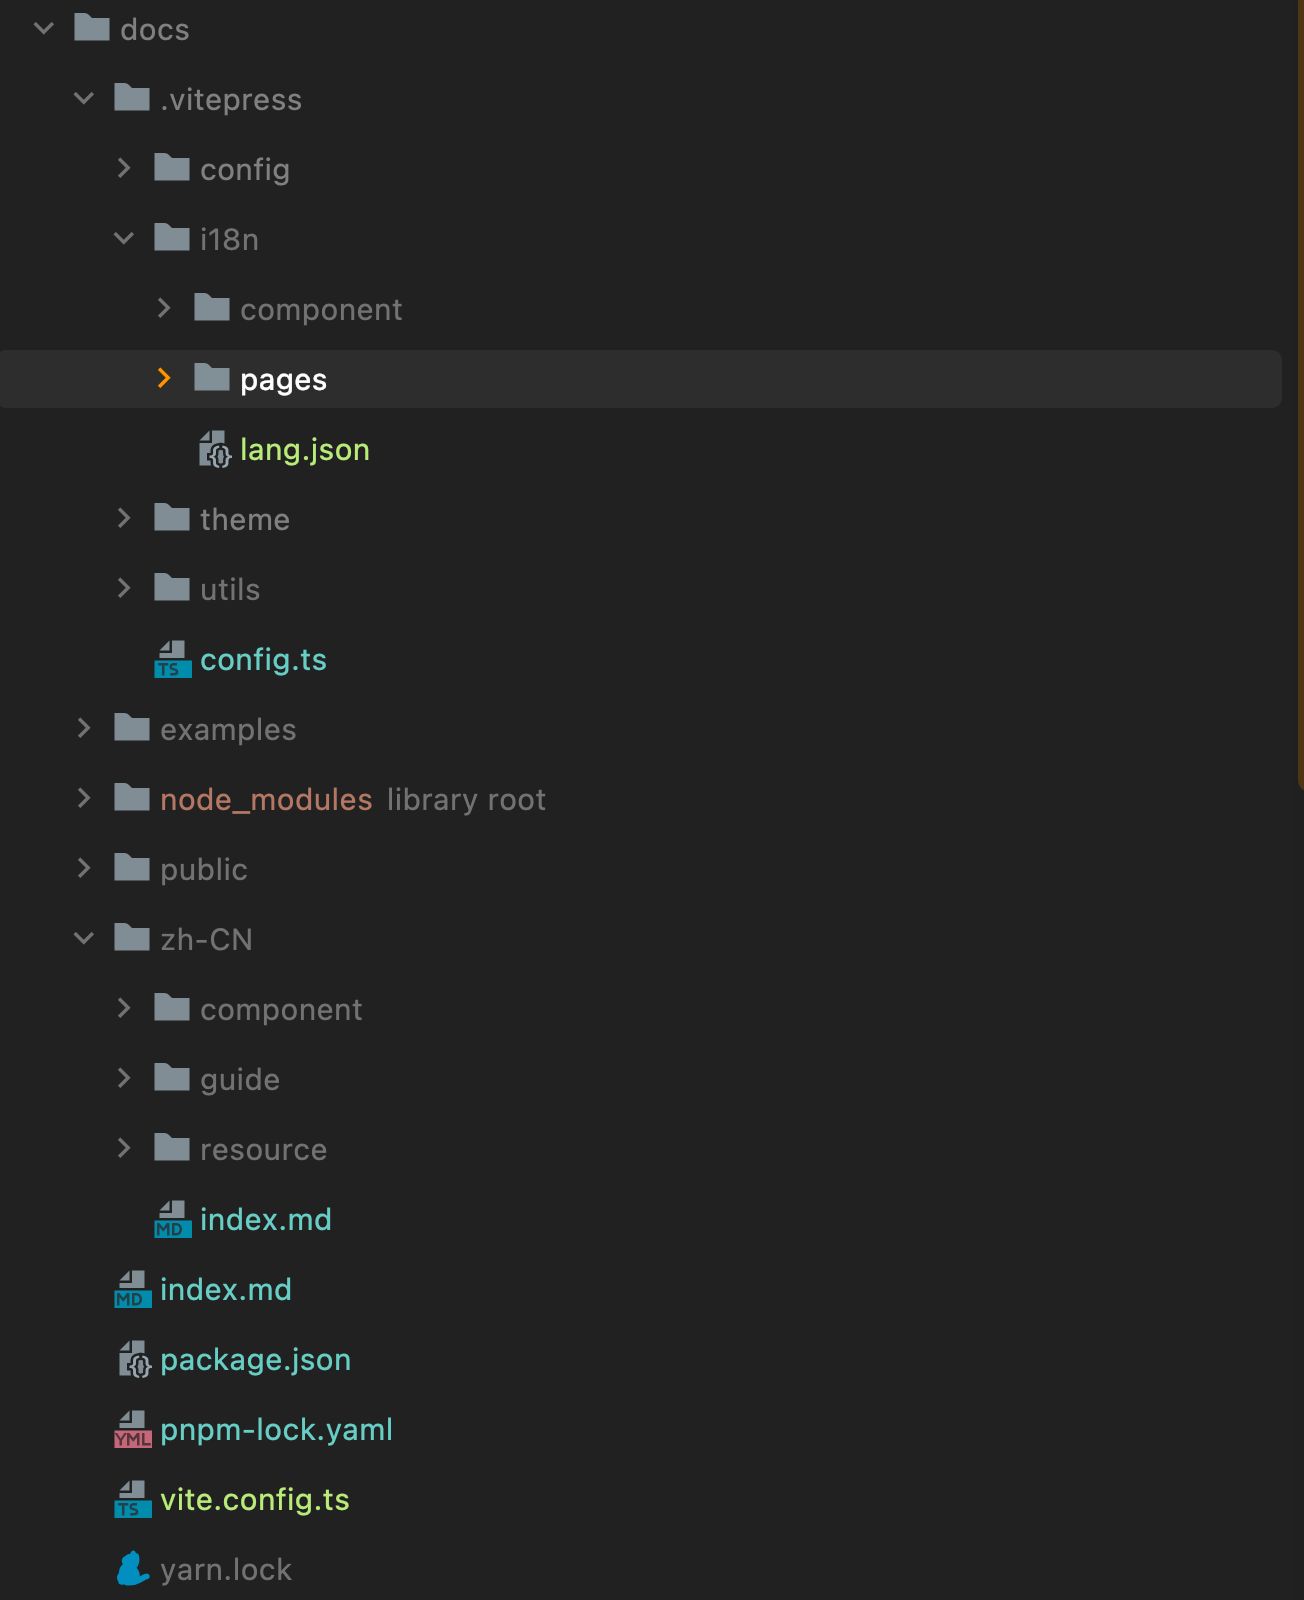 docs
.vitepress
config
i18n
component
pages
lang.json
theme
utils
TS config.ts
examples
node_modules library root
public
zh-CN
component
guide
resource
MD index.md
MD index.md
package.json
YML pnpm-lock.yaml
TS vite.config.ts
yarn.lock